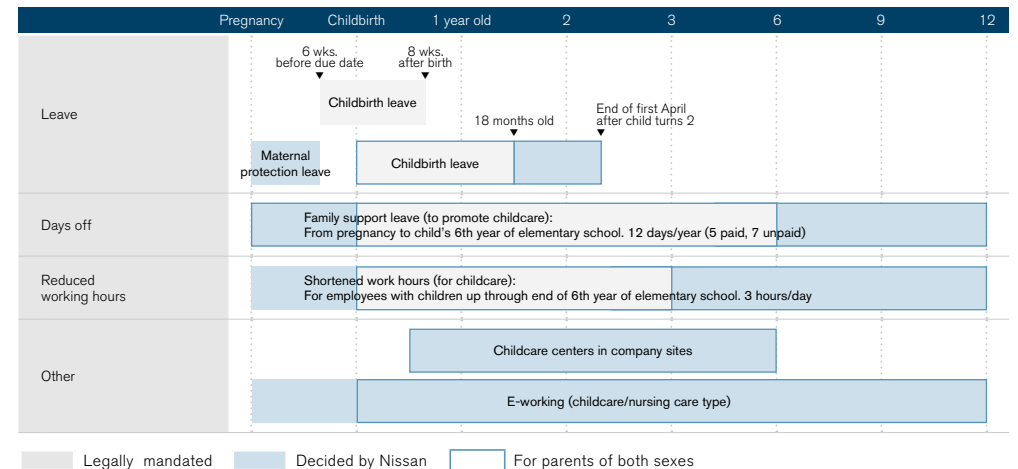 Pregnancy Childbirth 1 year old 2 3 6 9 12
Leave
6 wks.
before due date
8 wks.
after birth
Childbirth leave
18 months old
End of first April
after child turns 2
Maternal
protection leave
Childbirth leave
Days off
Family support leave (to promote childcare):
From pregnancy to child's 6th year of elementary school. 12 days/year (5 paid, 7 unpaid)
Reduced
working hours
Shortened work hours (for childcare):
For employees with children up through end of 6th year of elementary school. 3 hours/day
Other
Childcare centers in company sites
E-working (childcare/nursing care type)
Legally mandated Decided by Nissan For parents of both sexes